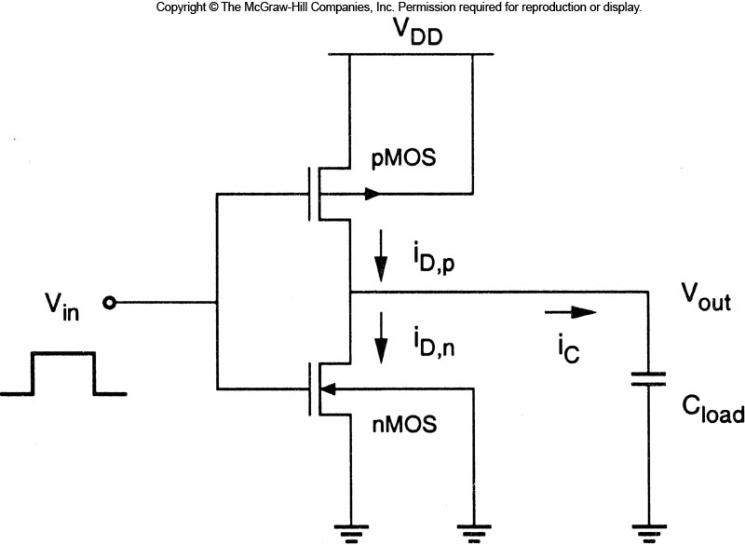 Copyright © The McGraw-Hill Companies, Inc. Permission required for reproduction or display.
VDD
pMOS
iD,p
Vin
Vout
iD,n
iC
Cload
nMOS